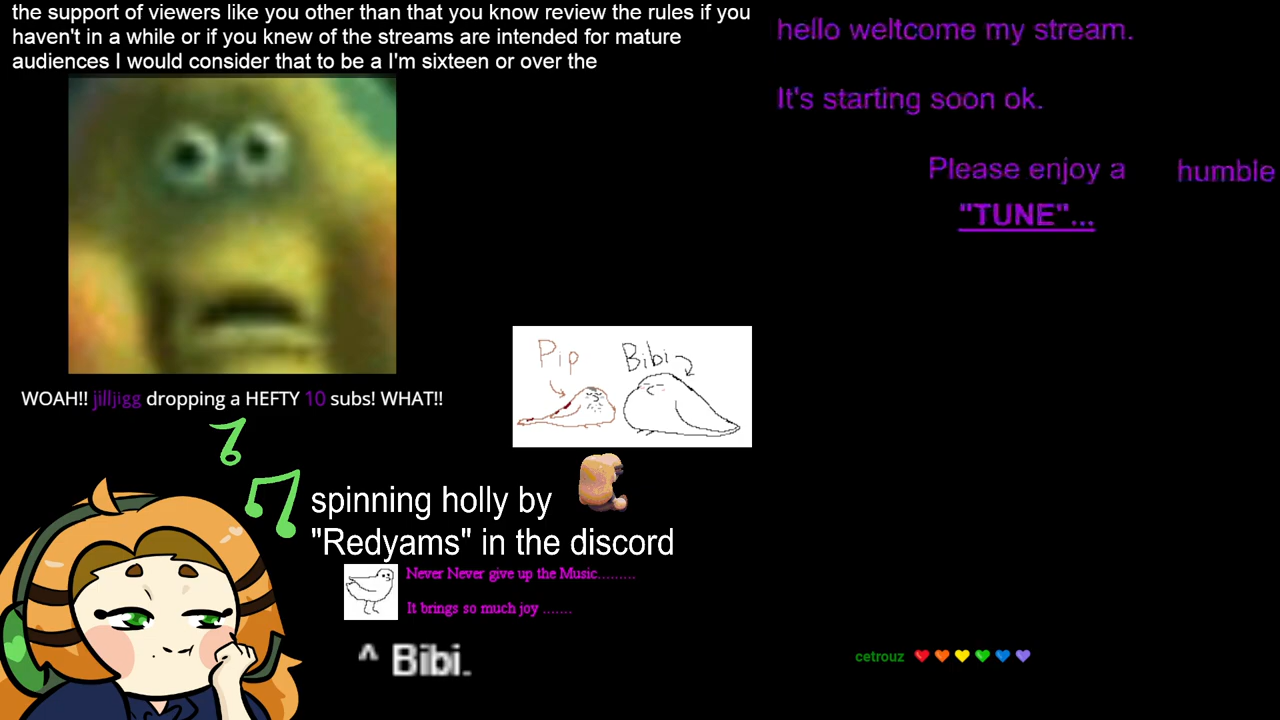 the support of viewers like you other than that you know review the rules if you
haven't in a while or if you knew of the streams are intended for mature
audiences I would consider that to be a I'm sixteen or over the
hello weltcome my stream.
It's starting soon ok.
Please enjoy a humble
"TUNE"...
Pip
Bibi
WOAH!! jilljigg dropping a HEFTY 10 subs! WHAT!!
spinning holly by
"Redyams" in the discord
Never Never give up the Music.........
It brings so much joy .......
^ Bibi.
cetrouz